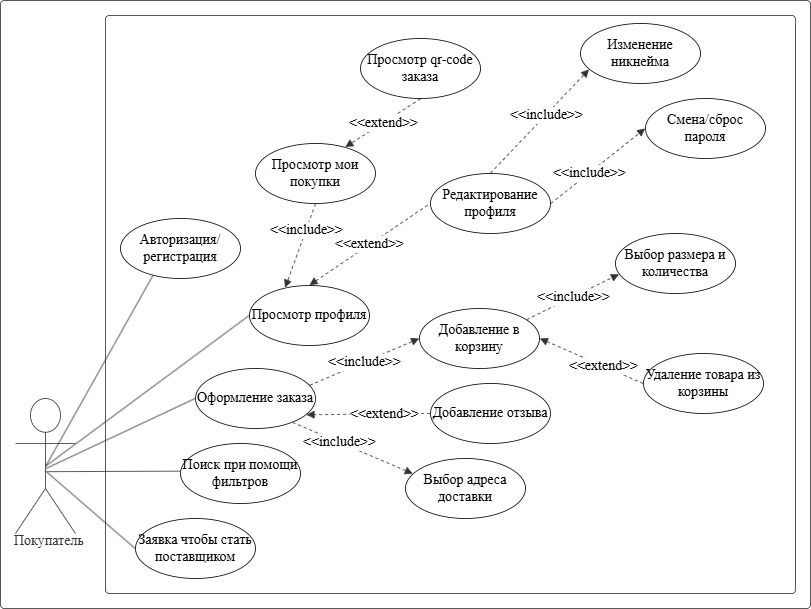 Изменение
никнейма
Просмотр qr-code
заказа
<<extend>>
<<include>>
Смена/сброс
пароля
Просмотр мои
покупки
<<include>>
Редактирование
профиля
<<include>>
<<extend>>
Авторизация/
регистрация
Выбор размера и
количества
<<include>>
Просмотр профиля
Добавление в
корзину
<<include>>
<<extend>>
Удаление товара из
корзины
Оформление заказа
<<extend>>
Добавление отзыва
<<include>>
Поиск при помощи
фильтров
Выбор адреса
доставки
Покупатель
Заявка чтобы стать
поставщиком